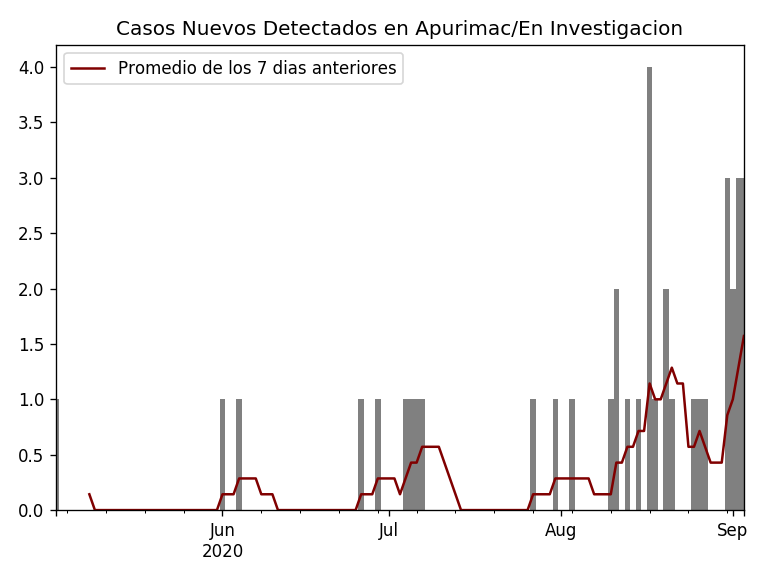 Casos Nuevos Detectados en Apurimac/En Investigacion
Promedio de los 7 dias anteriores
4.0
3.5
3.0
2.5
2.0
1.5
1.0
0.5
0.0
Jun
2020
Jul
Aug
Sep